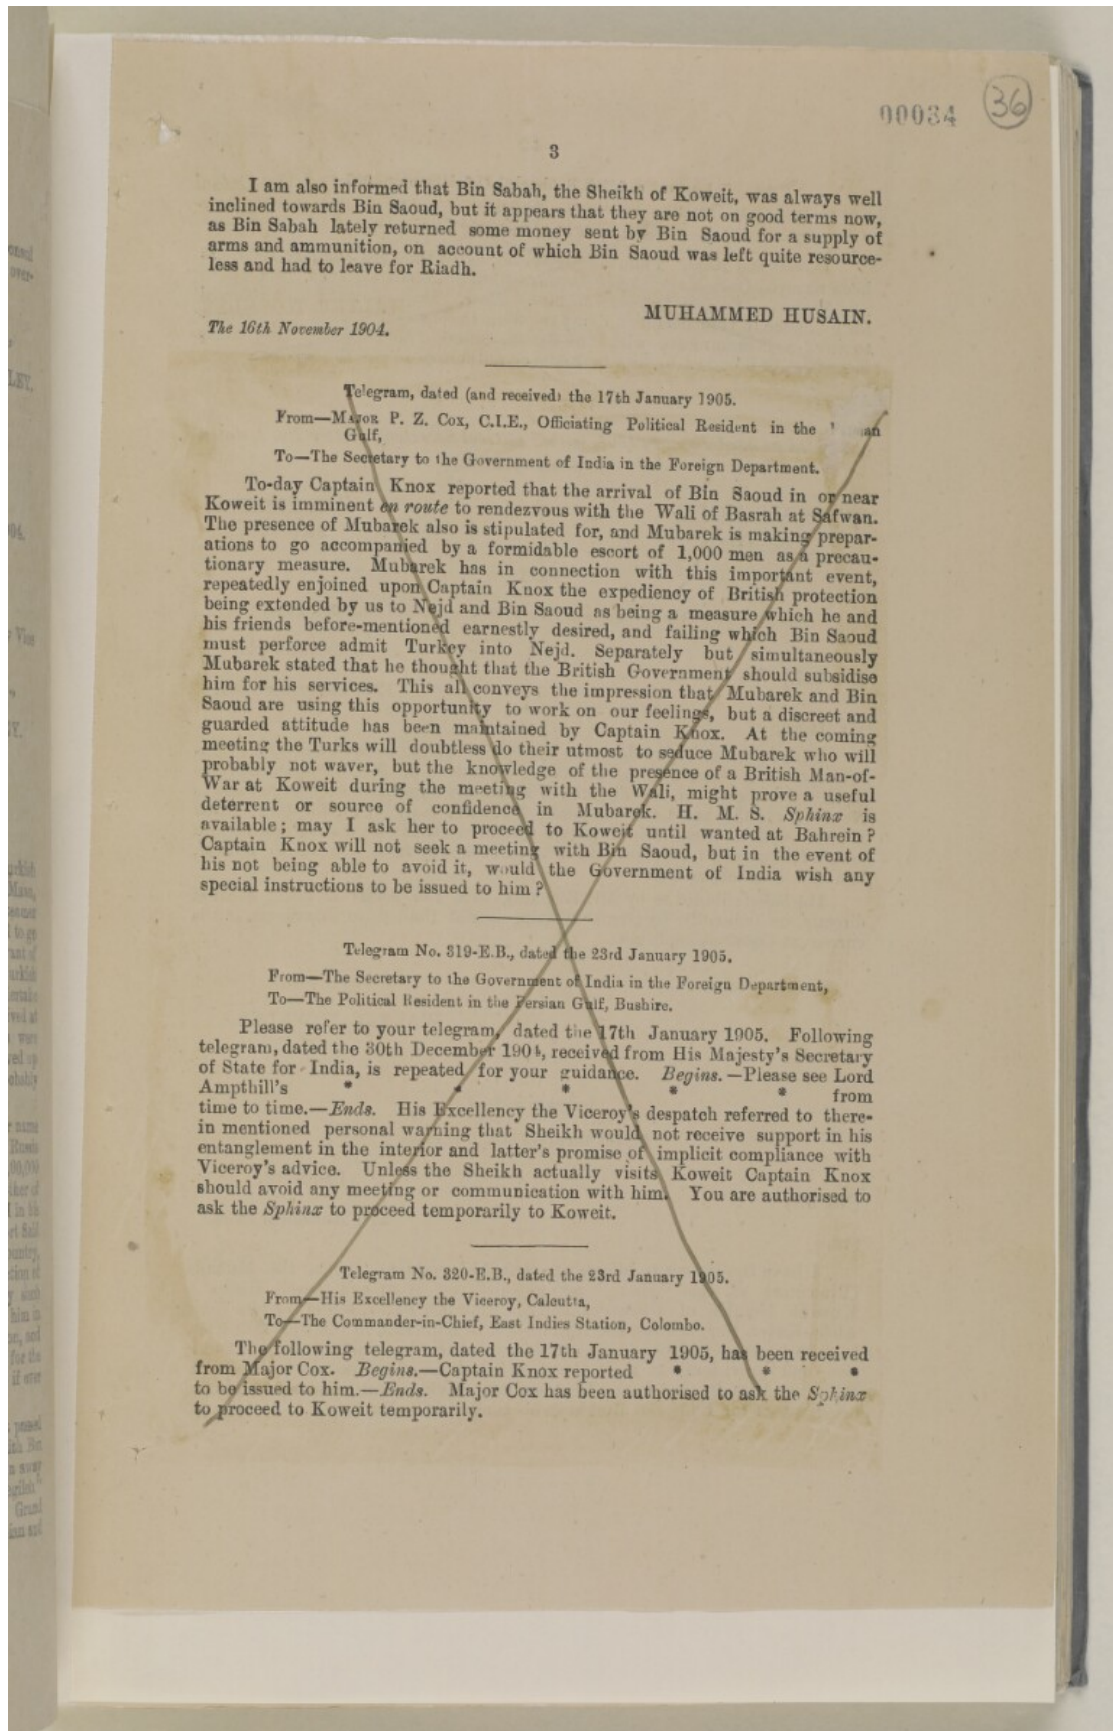 00034
36
3
I am also informed that Bin Sabah, the Sheikh of Koweit, was always well
inclined towards Bin Saoud, but it appears that they are not on good terms now,
as Bin Sabah lately returned some money sent by Bin Saoud for a supply of
arms and ammunition, on account of which Bin Saoud was left quite resource-
less and had to leave for Riadh.
MUHAMMED HUSAIN.
The 16th November 1904.
Telegram, dated (and received) the 17th January 1905.
From—MAJOR P. Z. Cox, C.I.E., Officiating Political Resident in the
Gulf,
To—The Secretary to the Government of India in the Foreign Department.
To-day Captain Knox reported that the arrival of Bin Saoud in or near
Koweit is imminent en route to rendezvous with the Wali of Basrah at Safwan.
The presence of Mubarek also is stipulated for, and Mubarek is making prepar-
ations to go accompanied by a formidable escort of 1,000 men as a precau-
tionary measure. Mubarek has in connection with this important event,
repeatedly enjoined upon Captain Knox the expediency of British protection
being extended by us to Nejd and Bin Saoud as being a measure which he and
his friends before-mentioned earnestly desired, and failing which Bin Saoud
must perforce admit Turkey into Nejd. Separately but simultaneously
Mubarek stated that he thought that the British Government should subsidise
him for his services. This all conveys the impression that Mubarek and Bin
Saoud are using this opportunity to work on our feelings, but a discreet and
guarded attitude has been maintained by Captain Knox. At the coming
meeting the Turks will doubtless do their utmost to seduce Mubarek who will
probably not waver, but the knowledge of the presence of a British Man-of-
War at Koweit during the meeting with the Wali, might prove a useful
deterrent or source of confidence in Mubarek. H. M. S. Sphinx is
available; may I ask her to proceed to Koweit until wanted at Bahrein?
Captain Knox will not seek a meeting with Bin Saoud, but in the event of
his not being able to avoid it, would the Government of India wish any
special instructions to be issued to him?
Telegram No. 319-E.B., dated the 23rd January 1905.
From—The Secretary to the Government of India in the Foreign Department,
To—The Political Resident in the Persian Gulf, Bushire.
Please refer to your telegram, dated the 17th January 1905. Following
telegram, dated the 30th December 1904, received from His Majesty's Secretary
of State for India, is repeated for your guidance. Begins.—Please see Lord
Ampthill's * * * * * from
time to time.—Ends. His Excellency the Viceroy's despatch referred to there-
in mentioned personal warning that Sheikh would not receive support in his
entanglement in the interior and latter's promise of implicit compliance with
Viceroy's advice. Unless the Sheikh actually visits Koweit Captain Knox
should avoid any meeting or communication with him. You are authorised to
ask the Sphinx to proceed temporarily to Koweit.
Telegram No. 320-E.B., dated the 23rd January 1905.
From—His Excellency the Viceroy, Calcutta,
To—The Commander-in-Chief, East Indies Station, Colombo.
The following telegram, dated the 17th January 1905, has been received
from Major Cox. Begins.—Captain Knox reported * * *
to be issued to him.—Ends. Major Cox has been authorised to ask the Sphinx
to proceed to Koweit temporarily.